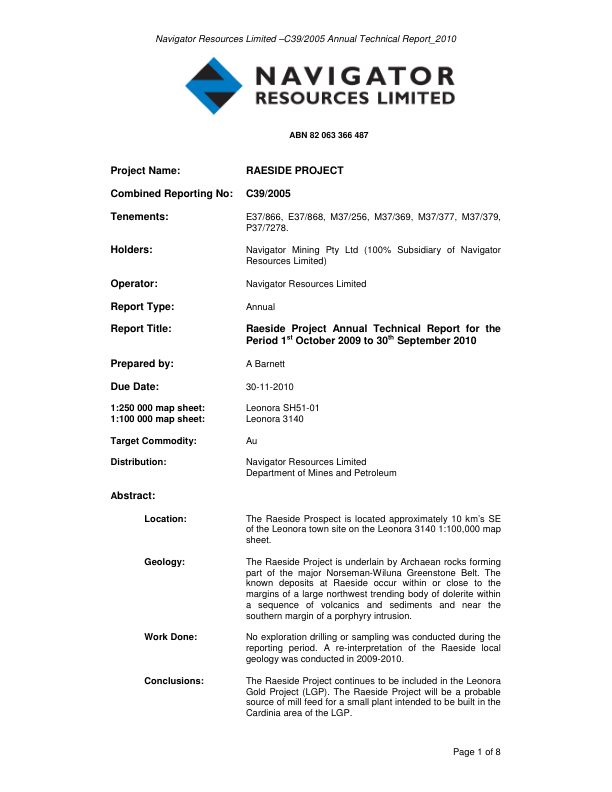 Navigator Resources Limited –C39/2005 Annual Technical Report_2010
NAVIGATOR
RESOURCES LIMITED
ABN 82 063 366 487
Project Name: RAESIDE PROJECT
Combined Reporting No: C39/2005
Tenements: E37/866, E37/868, M37/256, M37/369, M37/377, M37/379,
P37/7278.
Holders: Navigator Mining Pty Ltd (100% Subsidiary of Navigator
Resources Limited)
Operator: Navigator Resources Limited
Report Type: Annual
Report Title: Raeside Project Annual Technical Report for the
Period 1st October 2009 to 30th September 2010
Prepared by: A Barnett
Due Date: 30-11-2010
1:250 000 map sheet: Leonora SH51-01
1:100 000 map sheet: Leonora 3140
Target Commodity: Au
Distribution: Navigator Resources Limited
Department of Mines and Petroleum
Abstract:
Location: The Raeside Prospect is located approximately 10 km's SE
of the Leonora town site on the Leonora 3140 1:100,000 map
sheet.
Geology: The Raeside Project is underlain by Archaean rocks forming
part of the major Norseman-Wiluna Greenstone Belt. The
known deposits at Raeside occur within or close to the
margins of a large northwest trending body of dolerite within
a sequence of volcanics and sediments and near the
southern margin of a porphyry intrusion.
Work Done: No exploration drilling or sampling was conducted during the
reporting period. A re-interpretation of the Raeside local
geology was conducted in 2009-2010.
Conclusions: The Raeside Project continues to be included in the Leonora
Gold Project (LGP). The Raeside Project will be a probable
source of mill feed for a small plant intended to be built in the
Cardinia area of the LGP.
Page 1 of 8